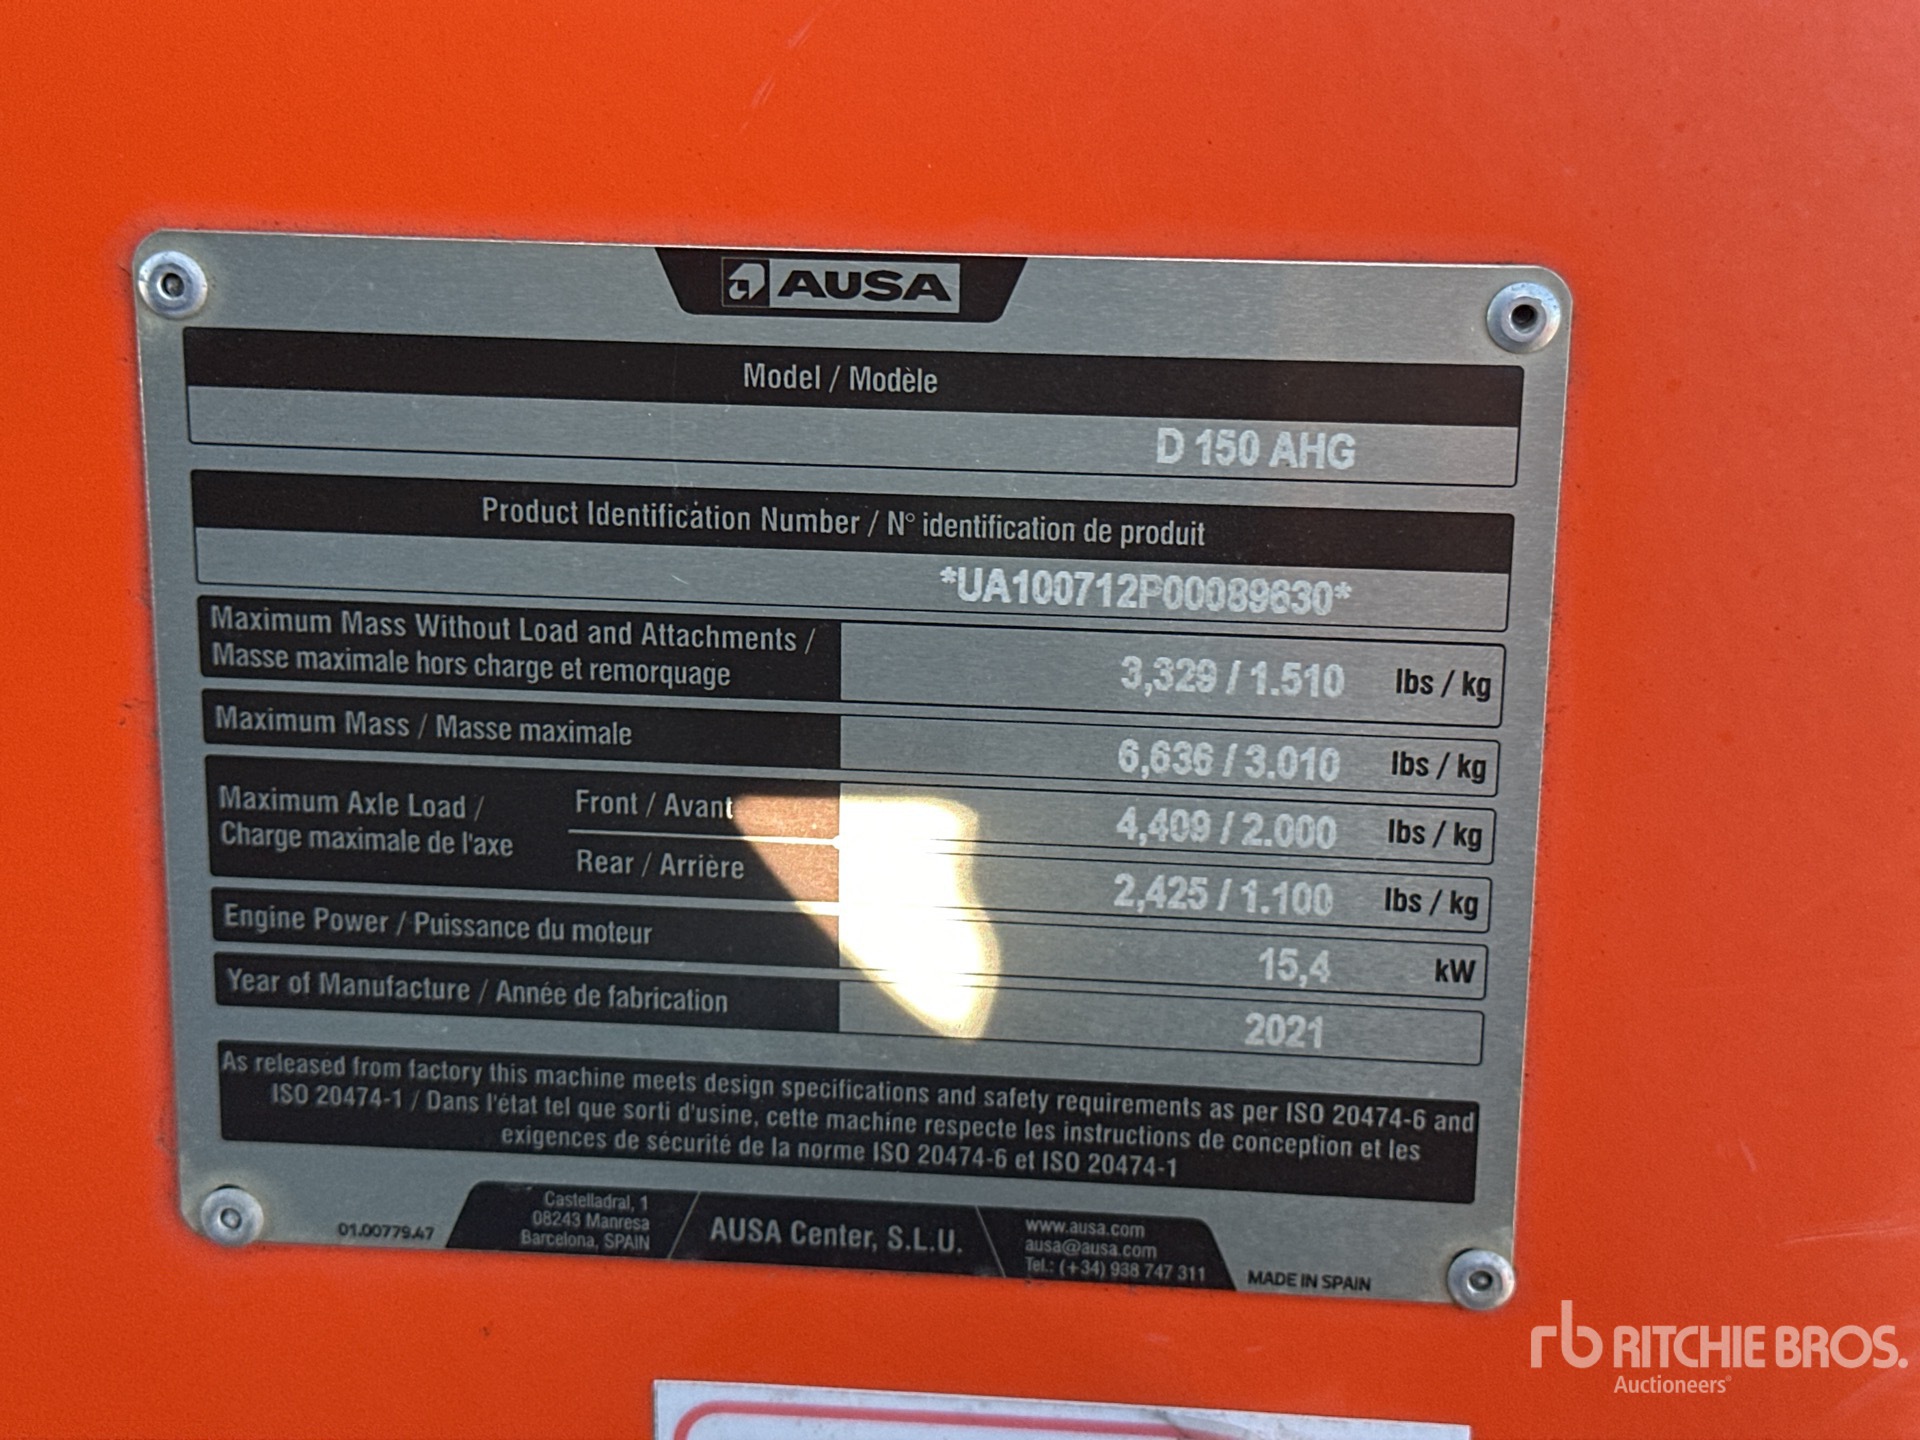 AUSA
Model / Modèle
D 150 AHG
Product Identification Number / N° identification de produit
*UA100712P00089630*
Maximum Mass Without Load and Attachments /
Masse maximale hors charge et remorquage
3,329 / 1.510 lbs / kg
Maximum Mass / Masse maximale
6,636 / 3.010 lbs / kg
Maximum Axle Load /
Charge maximale de l'axe
Front / Avant
4,409 / 2.000 lbs / kg
Rear / Arrière
2,425 / 1.100 lbs / kg
Engine Power / Puissance du moteur
15,4 kW
Year of Manufacture / Année de fabrication
2021
As released from factory this machine meets design specifications and safety requirements as per ISO 20474-6 and
ISO 20474-1 / Dans l'état tel que sorti d'usine, cette machine respecte les instructions de conception et les
exigences de sécurité de la norme ISO 20474-6 et ISO 20474-1
01.00779.47
Castelladral, 1
08243 Manresa
Barcelona, SPAIN
AUSA Center, S.L.U.
www.ausa.com
ausa@ausa.com
Tel.: (+34) 938 747 311
MADE IN SPAIN
rb RITCHIE BROS.
Auctioneers